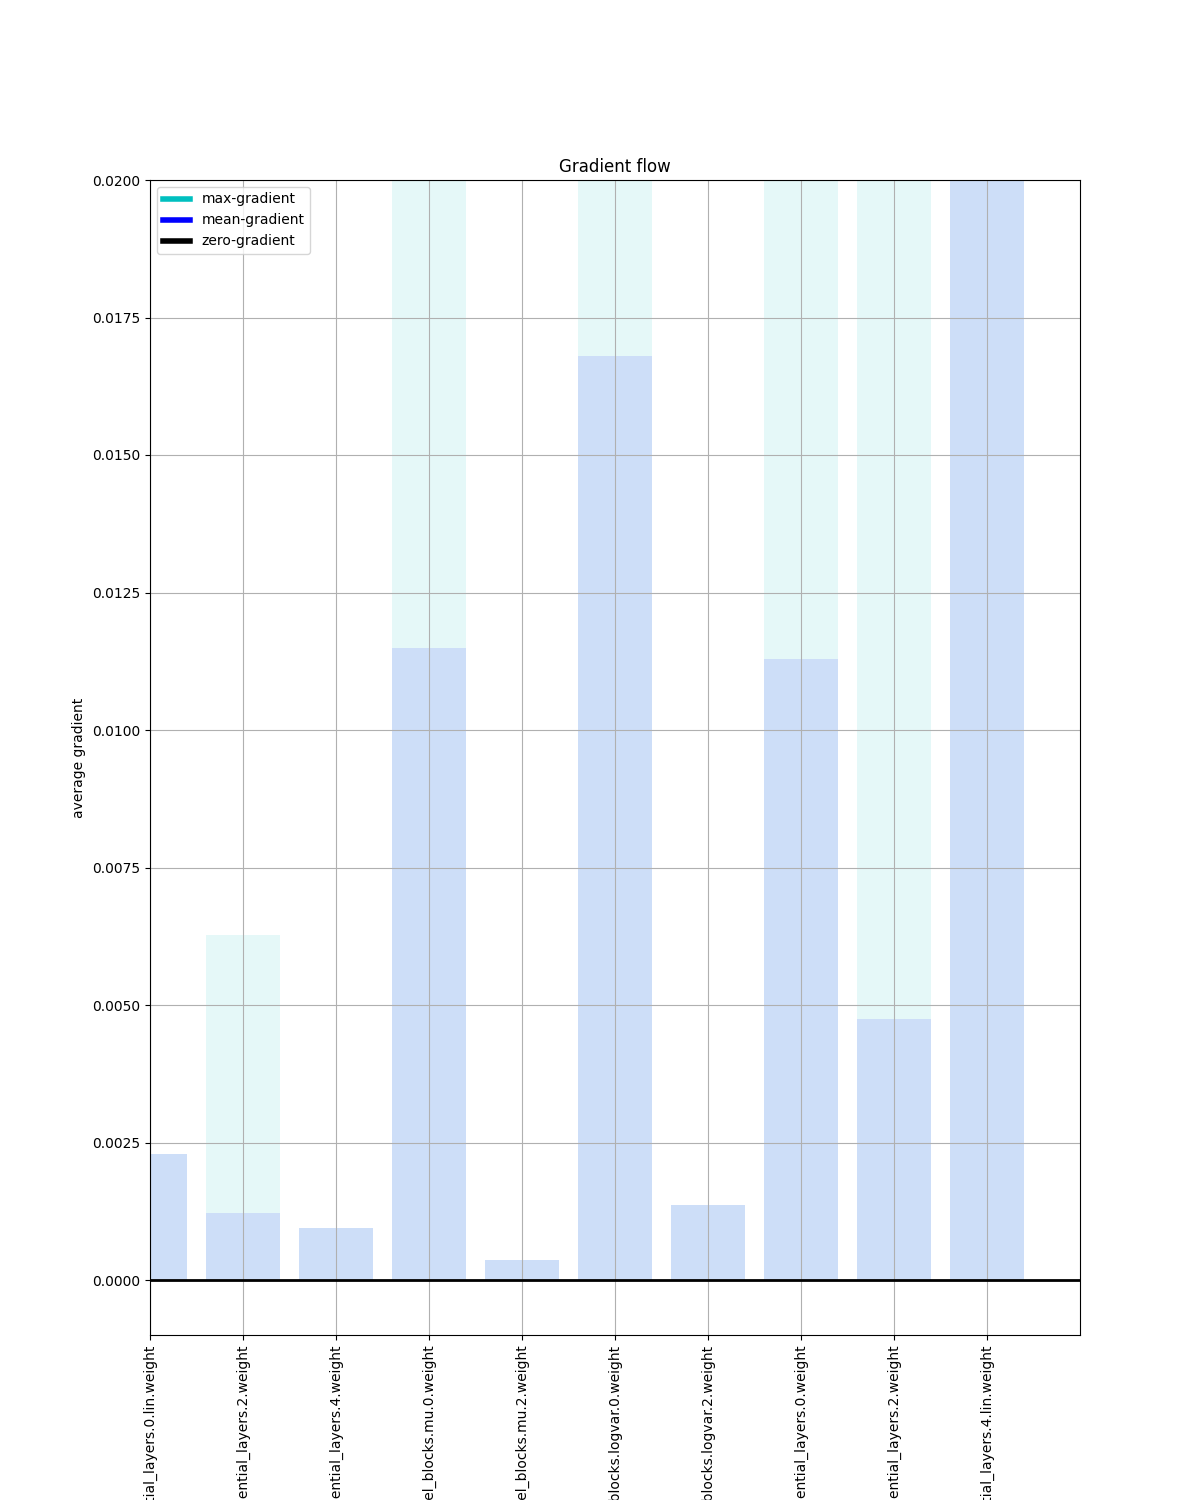 Gradient flow
max-gradient
mean-gradient
zero-gradient
0.0200
0.0175
0.0150
0.0125
0.0100
0.0075
0.0050
0.0025
0.0000
average gradient
tial_layers.0.lin.weight
ential_layers.2.weight
ential_layers.4.weight
el_blocks.mu.0.weight
el_blocks.mu.2.weight
blocks.logvar.0.weight
blocks.logvar.2.weight
ential_layers.0.weight
ential_layers.2.weight
tial_layers.4.lin.weight